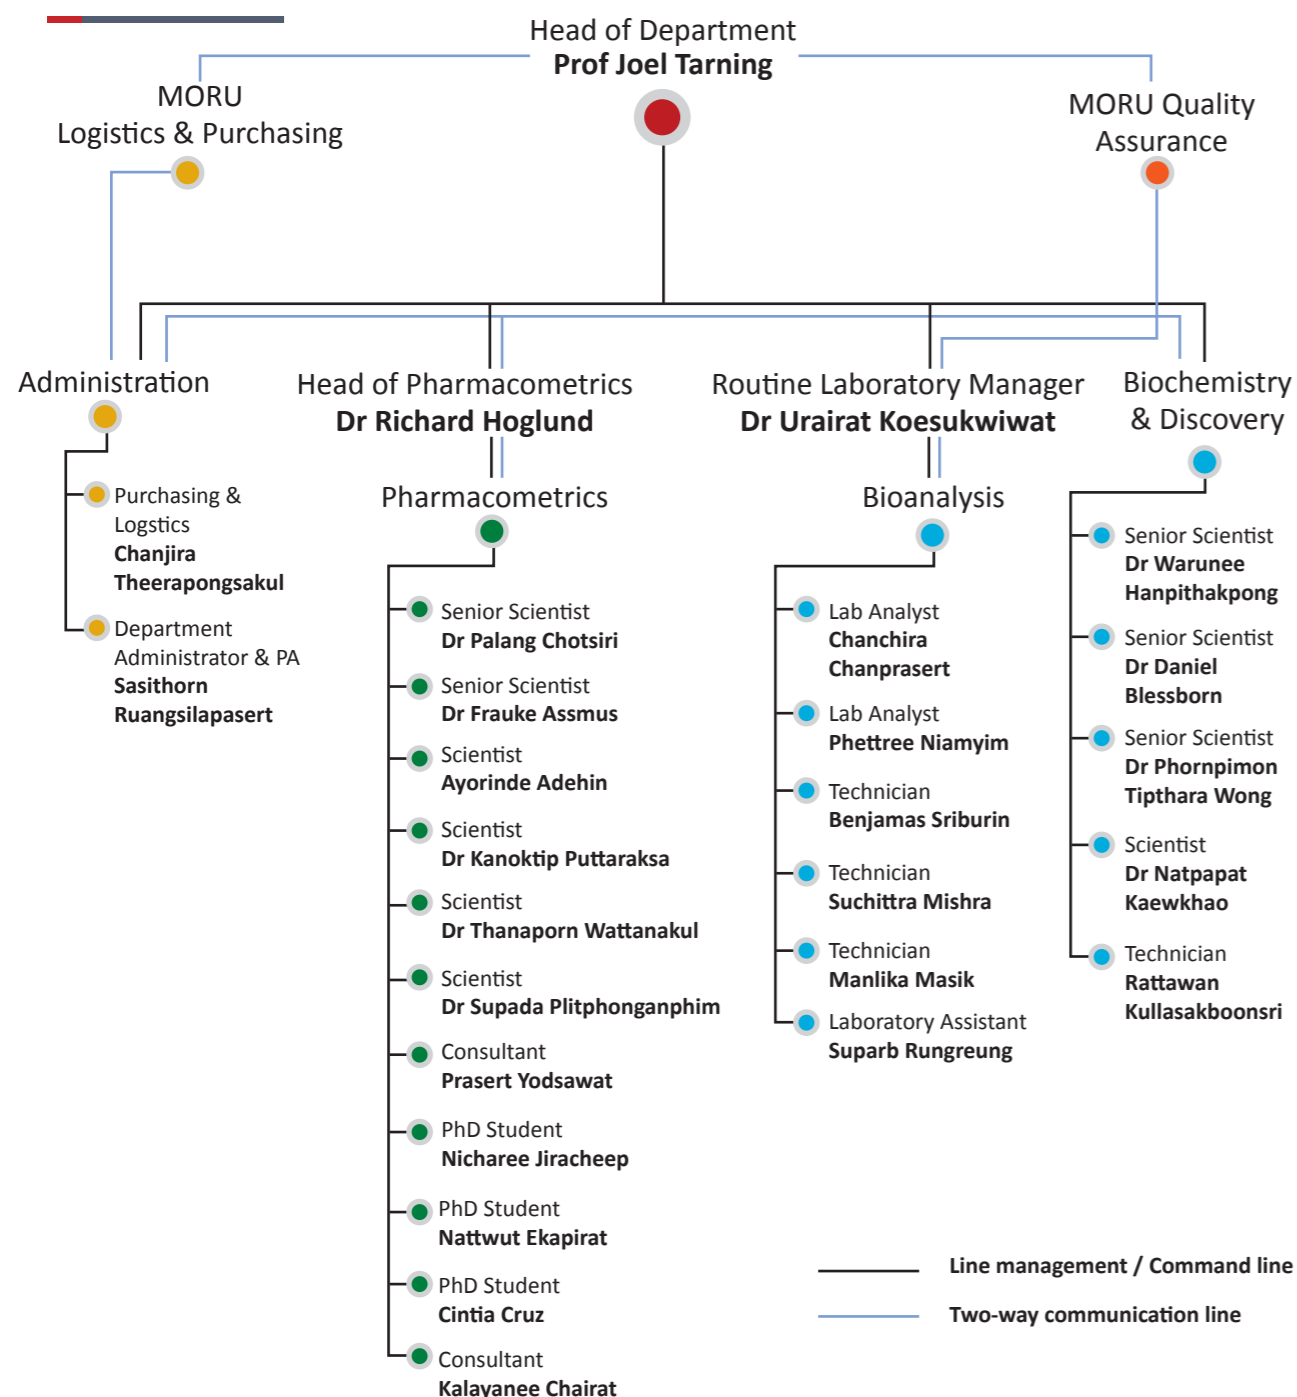 Head of Department
Prof Joel Tarning
MORU
Logistics & Purchasing
MORU Quality
Assurance
Administration
Purchasing &
Logstics
Chanjira
Theerapongsakul
Department
Administrator & PA
Sasithorn
Ruangsilapasert
Head of Pharmacometrics
Dr Richard Hoglund
Pharmacometrics
Senior Scientist
Dr Palang Chotsiri
Senior Scientist
Dr Frauke Assmus
Scientist
Ayorinde Adehin
Scientist
Dr Kanoktip Puttaraksa
Scientist
Dr Thanaporn Wattanakul
Scientist
Dr Supada Plitphonganphim
Consultant
Prasert Yodsawat
PhD Student
Nicharee Jiracheep
PhD Student
Nattwut Ekapirat
PhD Student
Cintia Cruz
Consultant
Kalayanee Chairat
Routine Laboratory Manager
Dr Urairat Koesukwiwat
Bioanalysis
Lab Analyst
Chanchira
Chanprasert
Lab Analyst
Phettree Niamyim
Technician
Benjamas Sriburin
Technician
Suchittra Mishra
Technician
Manlika Masik
Laboratory Assistant
Suparb Rungreung
Biochemistry
& Discovery
Senior Scientist
Dr Warunee
Hanpithakpong
Senior Scientist
Dr Daniel
Blessborn
Senior Scientist
Dr Phornpimon
Tipthara Wong
Scientist
Dr Natpapat
Kaewkhao
Technician
Rattawan
Kullasakboonsri
Line management / Command line
Two-way communication line